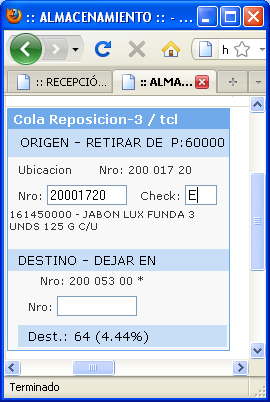 :: ALMACENAMIENTO :: - ...
h
:: RECEPCIÓ...
:: ALMA...
Cola Reposicion-3 / tcl
ORIGEN - RETIRAR DE P:60000
Ubicacion Nro: 200 017 20
Nro: 20001720 Check: E
161450000 - JABON LUX FUNDA 3
UNDS 125 G C/U
DESTINO - DEJAR EN
Nro: 200 053 00 *
Nro:
Dest.: 64 (4.44%)
Terminado